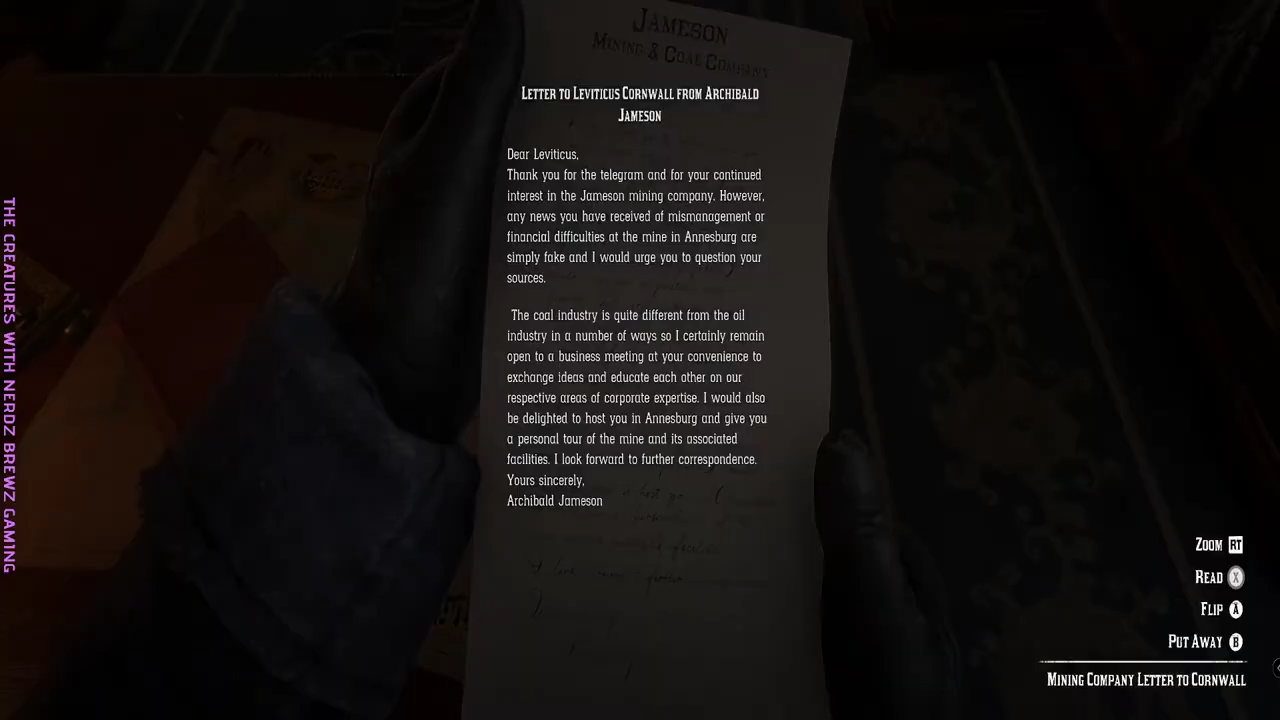 JAMESON
MINING & COAL COMPANY
LETTER TO LEVITICUS CORNWALL FROM ARCHIBALD
JAMESON
Dear Leviticus,
Thank you for the telegram and for your continued
interest in the Jameson mining company. However,
any news you have received of mismanagement or
financial difficulties at the mine in Annesburg are
simply fake and I would urge you to question your
sources.
The coal industry is quite different from the oil
industry in a number of ways so I certainly remain
open to a business meeting at your convenience to
exchange ideas and educate each other on our
respective areas of corporate expertise. I would also
be delighted to host you in Annesburg and give you
a personal tour of the mine and its associated
facilities. I look forward to further correspondence.
Yours sincerely,
Archibald Jameson
THE CREATURES WITH NERDZ BREWZ GAMING
ZOOM RT
READ X
FLIP A
PUT AWAY B
MINING COMPANY LETTER TO CORNWALL